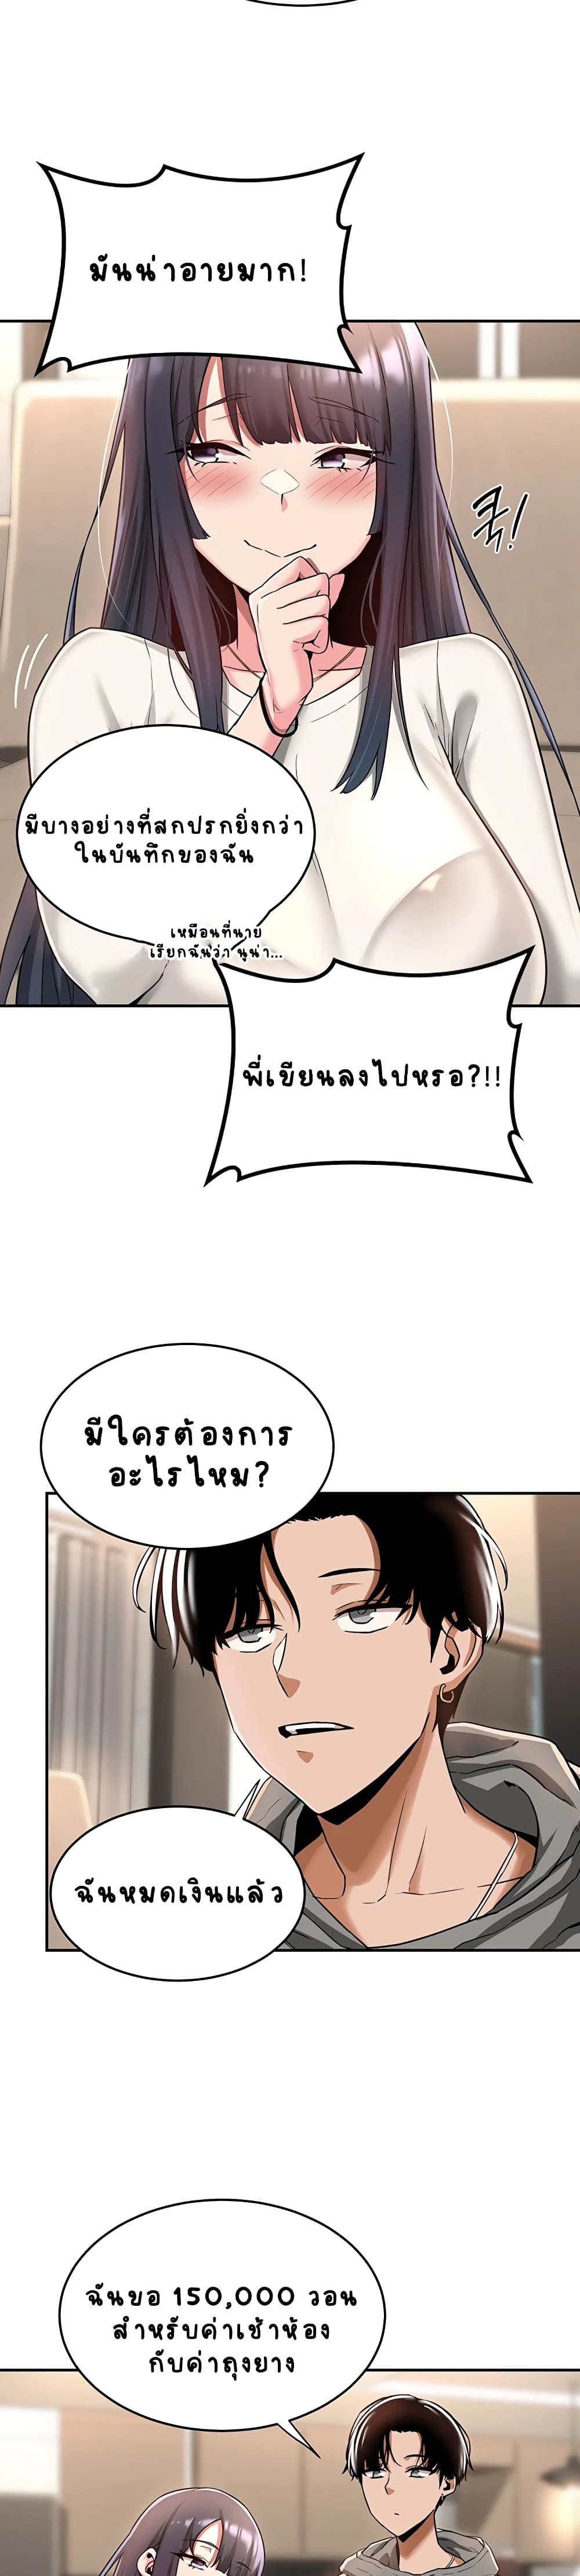 มันน่าอายมาก!
큭!
มีบางอย่างที่สกปรกยิ่งกว่า
ในบันทึกของฉัน
เหมือนที่นาย
เรียกฉันว่า นูน่า...
พี่เขียนลงไปหรอ?!!
มีใครต้องการ
อะไรไหม?
ฉันหมดเงินแล้ว
ฉันขอ 150,000 วอน
สำหรับค่าเช้าห้อง
กับค่าถุงยาง